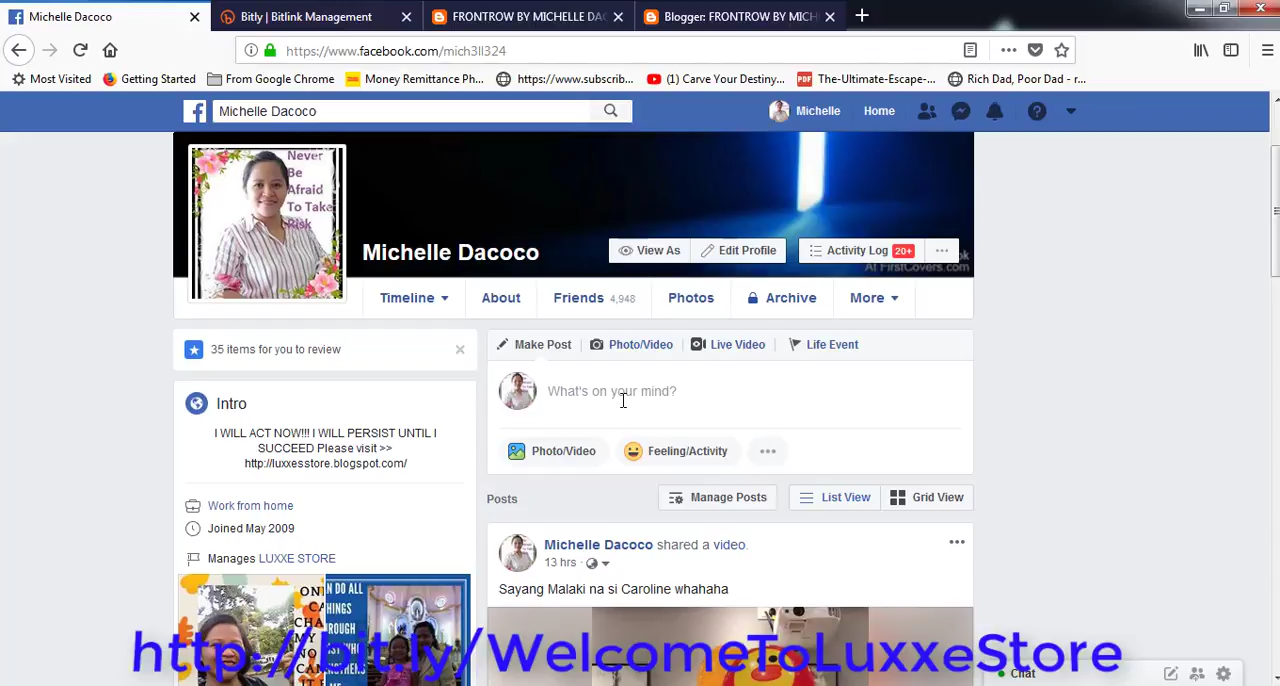 Michelle Dacoco
Bitly | Bitlink Management
FRONTROW BY MICHELLE DAC
Blogger: FRONTROW BY MICH
https://www.facebook.com/mich3ll324
Most Visited
Getting Started
From Google Chrome
Money Remittance Ph...
https://www.subscrib...
(1) Carve Your Destiny...
PDF
The-Ultimate-Escape-...
Rich Dad, Poor Dad - r...
Michelle Dacoco
Michelle
Home
Never
Be
Afraid
To Take
Risk
Michelle Dacoco
View As
Edit Profile
Activity Log 20+
At FirstCovers.com
Timeline
About
Friends 4,948
Photos
Archive
More
35 items for you to review
Make Post
Photo/Video
Live Video
Life Event
What's on your mind?
Intro
I WILL ACT NOW!!! I WILL PERSIST UNTIL I
SUCCEED Please visit >>
http://luxxesstore.blogspot.com/
Photo/Video
Feeling/Activity
Work from home
Joined May 2009
Manages LUXXE STORE
Posts
Manage Posts
List View
Grid View
Michelle Dacoco shared a video.
13 hrs
Sayang Malaki na si Caroline whahaha
http://bit.ly/WelcomeToLuxxeStore
Chat